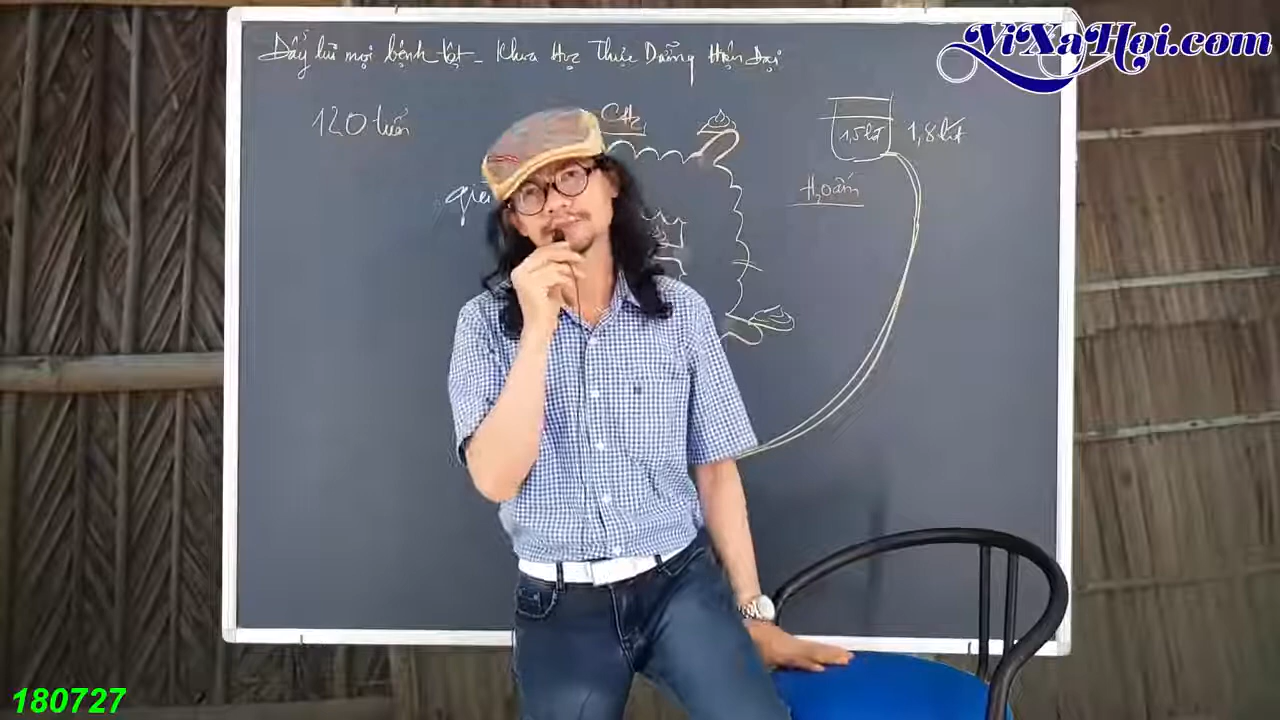 Đẩy lùi mọi bệnh tật - Khoa Học Thực Dưỡng Hiện Đại
ViXaHoi.com
120 tuổi
CH₄
1,5 lít
1,8 lít
H₂O ấm
180727